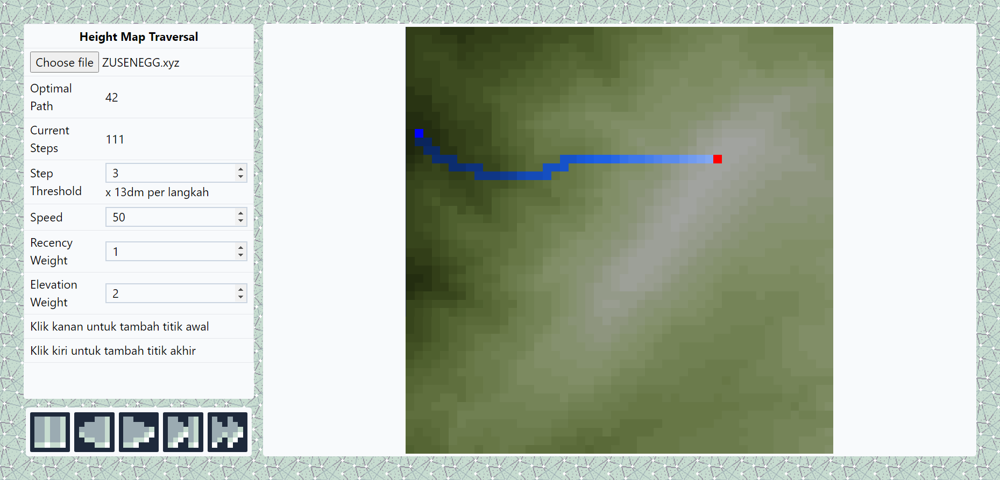 Height Map Traversal
Choose file ZUSENEGG.xyz
Optimal
Path
42
Current
Steps
111
Step
Threshold
3
x 13dm per langkah
Speed
50
Recency
Weight
1
Elevation
Weight
2
Klik kanan untuk tambah titik awal
Klik kiri untuk tambah titik akhir